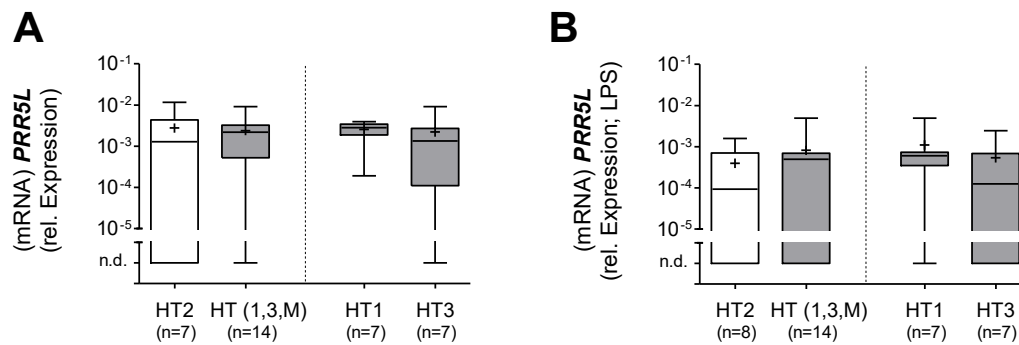 A
(mRNA) PRR5L
(rel. Expression)
10⁻¹
10⁻²
10⁻³
10⁻⁴
10⁻⁵
n.d.
HT2
(n=7)
HT (1,3,M)
(n=14)
HT1
(n=7)
HT3
(n=7)
B
(mRNA) PRR5L
(rel. Expression; LPS)
10⁻¹
10⁻²
10⁻³
10⁻⁴
10⁻⁵
n.d.
HT2
(n=8)
HT (1,3,M)
(n=14)
HT1
(n=7)
HT3
(n=7)